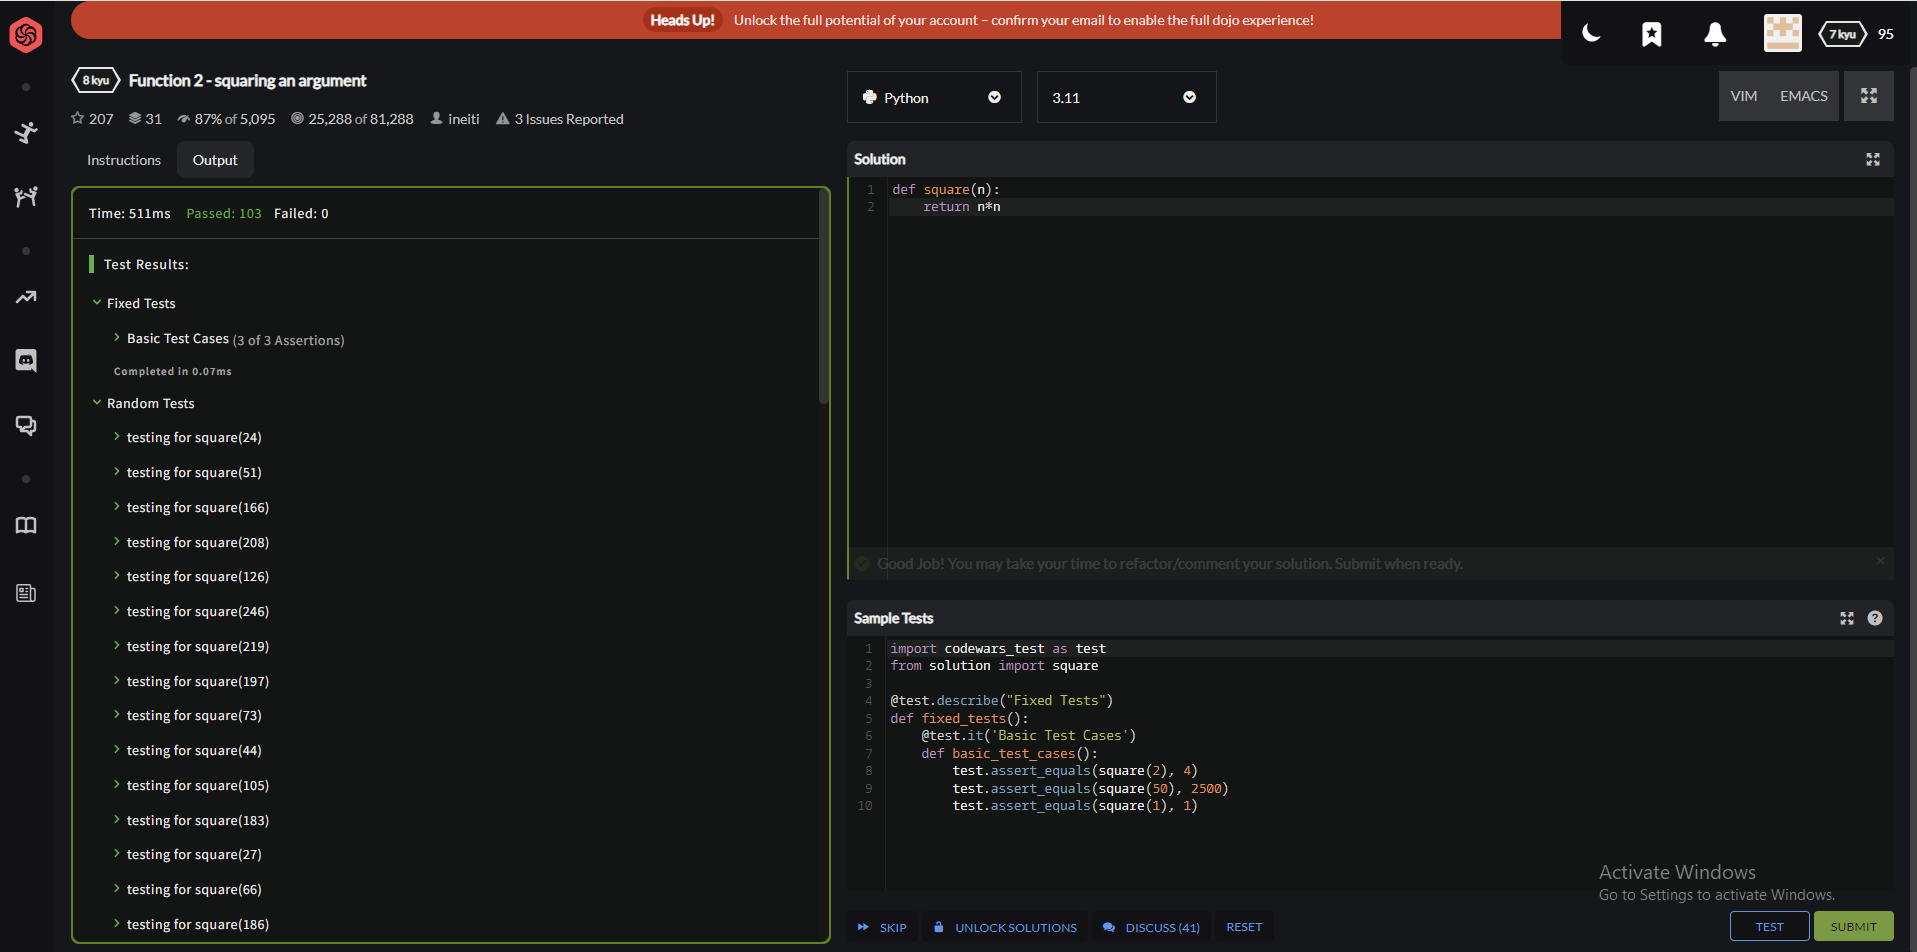 Heads Up! Unlock the full potential of your account – confirm your email to enable the full dojo experience!
7 kyu 95
8 kyu Function 2 - squaring an argument
207 31 87% of 5,095 25,288 of 81,288 ineiti 3 Issues Reported
Instructions Output
Time: 511ms Passed: 103 Failed: 0
Test Results:
Fixed Tests
Basic Test Cases (3 of 3 Assertions)
Completed in 0.07ms
Random Tests
testing for square(24)
testing for square(51)
testing for square(166)
testing for square(208)
testing for square(126)
testing for square(246)
testing for square(219)
testing for square(197)
testing for square(73)
testing for square(44)
testing for square(105)
testing for square(183)
testing for square(27)
testing for square(66)
testing for square(186)
Python 3.11 VIM EMACS
Solution
1 def square(n):
2     return n*n
Good Job! You may take your time to refactor/comment your solution. Submit when ready.
Sample Tests
1 import codewars_test as test
2 from solution import square
3
4 @test.describe("Fixed Tests")
5 def fixed_tests():
6     @test.it('Basic Test Cases')
7     def basic_test_cases():
8         test.assert_equals(square(2), 4)
9         test.assert_equals(square(50), 2500)
10         test.assert_equals(square(1), 1)
Activate Windows
Go to Settings to activate Windows.
SKIP UNLOCK SOLUTIONS DISCUSS (41) RESET TEST SUBMIT